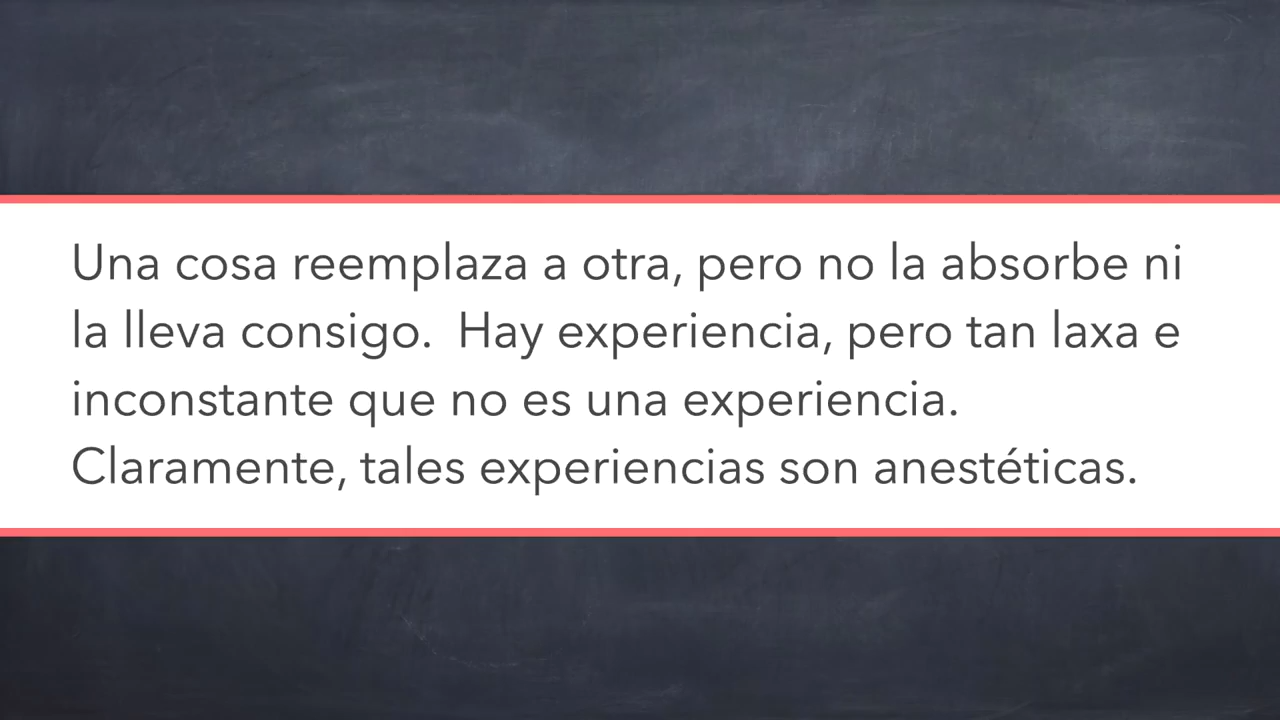 Una cosa reemplaza a otra, pero no la absorbe ni
la lleva consigo.  Hay experiencia, pero tan laxa e
inconstante que no es una experiencia.
Claramente, tales experiencias son anestéticas.